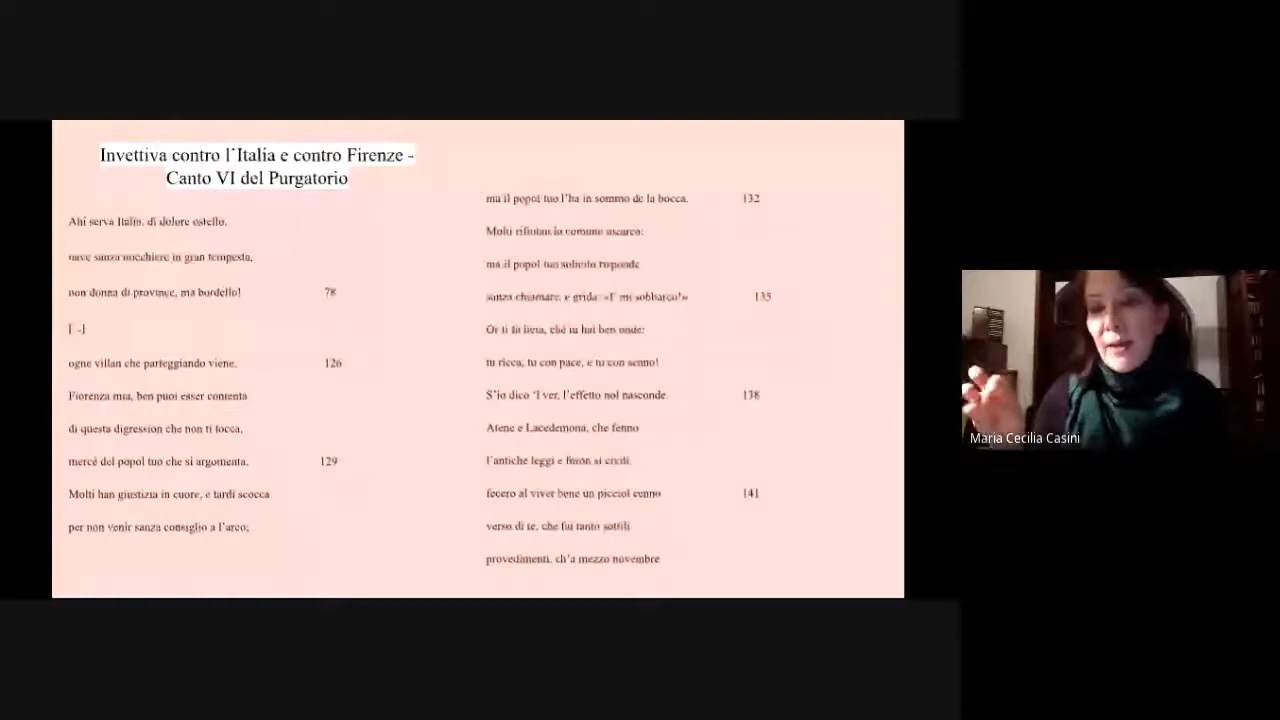 Invettiva contro l'Italia e contro Firenze -
Canto VI del Purgatorio
Ahi serva Italia, di dolore ostello,
nave sanza nocchiere in gran tempesta,
non donna di province, ma bordello! 78
[...]
ogne villan che parteggiando viene. 126
Fiorenza mia, ben puoi esser contenta
di questa digression che non ti tocca,
mercé del popol tuo che si argomenta. 129
Molti han giustizia in cuore, e tardi scocca
per non venir sanza consiglio a l'arco;
ma il popol tuo l'ha in sommo de la bocca. 132
Molti rifiutan lo comune incarco;
ma il popol tuo solicito risponde
sanza chiamare, e grida: «I' mi sobbarco!» 135
Or ti fa lieta, ché tu hai ben onde:
tu ricca, tu con pace, e tu con senno!
S'io dico 'l ver, l'effetto nol nasconde. 138
Atene e Lacedemona, che fenno
l'antiche leggi e furon sì civili,
fecero al viver bene un picciol cenno 141
verso di te, che fai tanto sottili
provedimenti, ch'a mezzo novembre
Maria Cecilia Casini